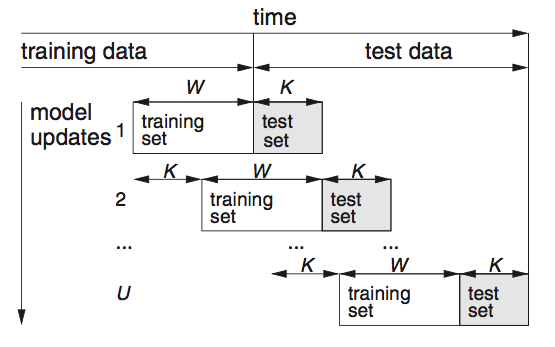 time
training data
test data
W
K
model
updates
1
training
set
test
set
K
W
K
2
training
set
test
set
...
...
...
K
W
K
U
training
set
test
set